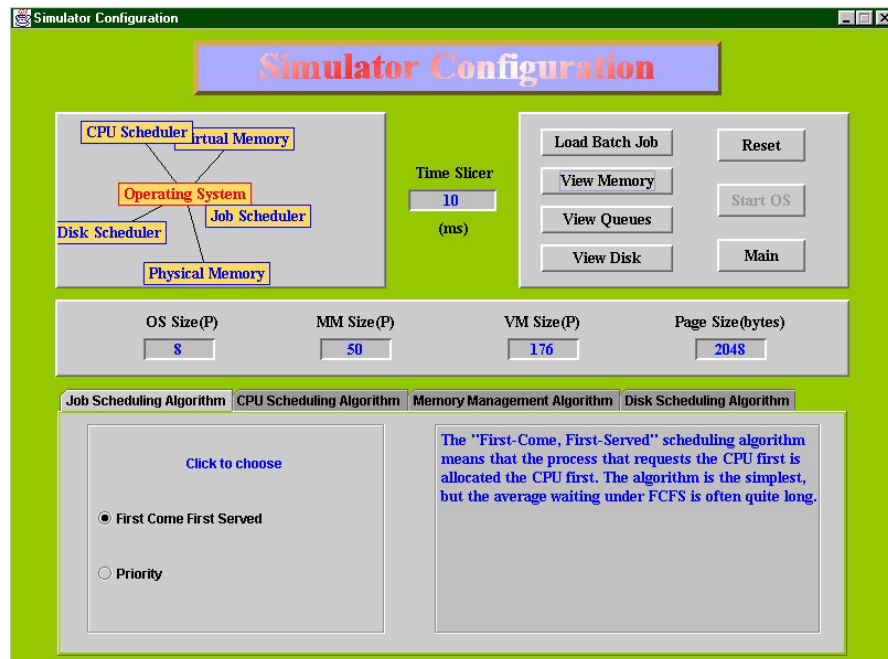 Simulator Configuration
Simulator Configuration
CPU Scheduler
irtual Memory
Operating System
Job Scheduler
Disk Scheduler
Physical Memory
Time Slicer
10
(ms)
Load Batch Job
View Memory
View Queues
View Disk
Reset
Start OS
Main
OS Size(P)
MM Size(P)
VM Size(P)
Page Size(bytes)
8
50
176
2048
Job Scheduling Algorithm
CPU Scheduling Algorithm
Memory Management Algorithm
Disk Scheduling Algorithm
Click to choose
First Come First Served
Priority
The "First-Come, First-Served" scheduling algorithm
means that the process that requests the CPU first is
allocated the CPU first. The algorithm is the simplest,
but the average waiting under FCFS is often quite long.